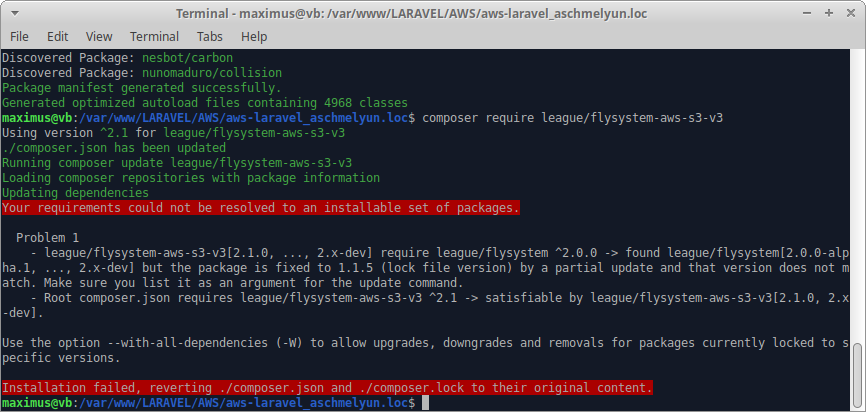 Terminal - maximus@vb: /var/www/LARAVEL/AWS/aws-laravel_aschmelyun.loc
File Edit View Terminal Tabs Help
Discovered Package: nesbot/carbon
Discovered Package: nunomaduro/collision
Package manifest generated successfully.
Generated optimized autoload files containing 4968 classes
maximus@vb:/var/www/LARAVEL/AWS/aws-laravel_aschmelyun.loc$ composer require league/flysystem-aws-s3-v3
Using version ^2.1 for league/flysystem-aws-s3-v3
./composer.json has been updated
Running composer update league/flysystem-aws-s3-v3
Loading composer repositories with package information
Updating dependencies
Your requirements could not be resolved to an installable set of packages.
Problem 1
- league/flysystem-aws-s3-v3[2.1.0, ..., 2.x-dev] require league/flysystem ^2.0.0 -> found league/flysystem[2.0.0-alp
ha.1, ..., 2.x-dev] but the package is fixed to 1.1.5 (lock file version) by a partial update and that version does not m
atch. Make sure you list it as an argument for the update command.
- Root composer.json requires league/flysystem-aws-s3-v3 ^2.1 -> satisfiable by league/flysystem-aws-s3-v3[2.1.0, 2.x
-dev].
Use the option --with-all-dependencies (-W) to allow upgrades, downgrades and removals for packages currently locked to s
pecific versions.
Installation failed, reverting ./composer.json and ./composer.lock to their original content.
maximus@vb:/var/www/LARAVEL/AWS/aws-laravel_aschmelyun.loc$